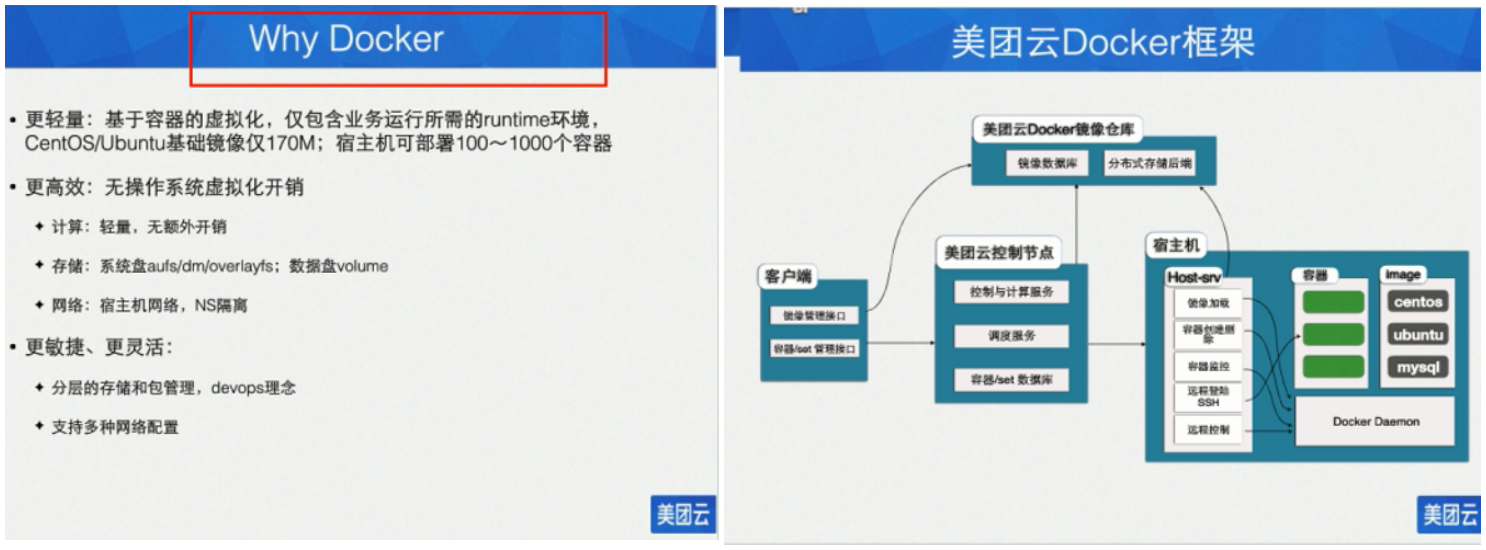 Why Docker
• 更轻量：基于容器的虚拟化，仅包含业务运行所需的runtime环境，
CentOS/Ubuntu基础镜像仅170M；宿主机可部署100～1000个容器
• 更高效：无操作系统虚拟化开销
✦ 计算：轻量，无额外开销
✦ 存储：系统盘aufs/dm/overlayfs；数据盘volume
✦ 网络：宿主机网络，NS隔离
• 更敏捷、更灵活：
✦ 分层的存储和包管理，devops理念
✦ 支持多种网络配置
美团云
美团云Docker框架
美团云Docker镜像仓库
镜像数据库
分布式存储后端
客户端
镜像管理接口
容器/set 管理接口
美团云控制节点
控制与计算服务
调度服务
容器/set 数据库
宿主机
Host-srv
镜像加载
容器创建删
除
容器监控
远程登陆
SSH
远程控制
容器
image
centos
ubuntu
mysql
Docker Daemon
美团云